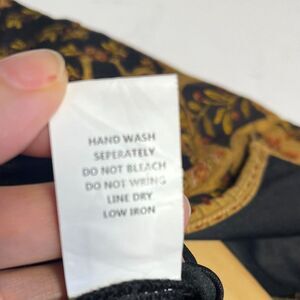 HAND WASH
SEPERATELY
DO NOT BLEACH
DO NOT WRING
LINE DRY
LOW IRON